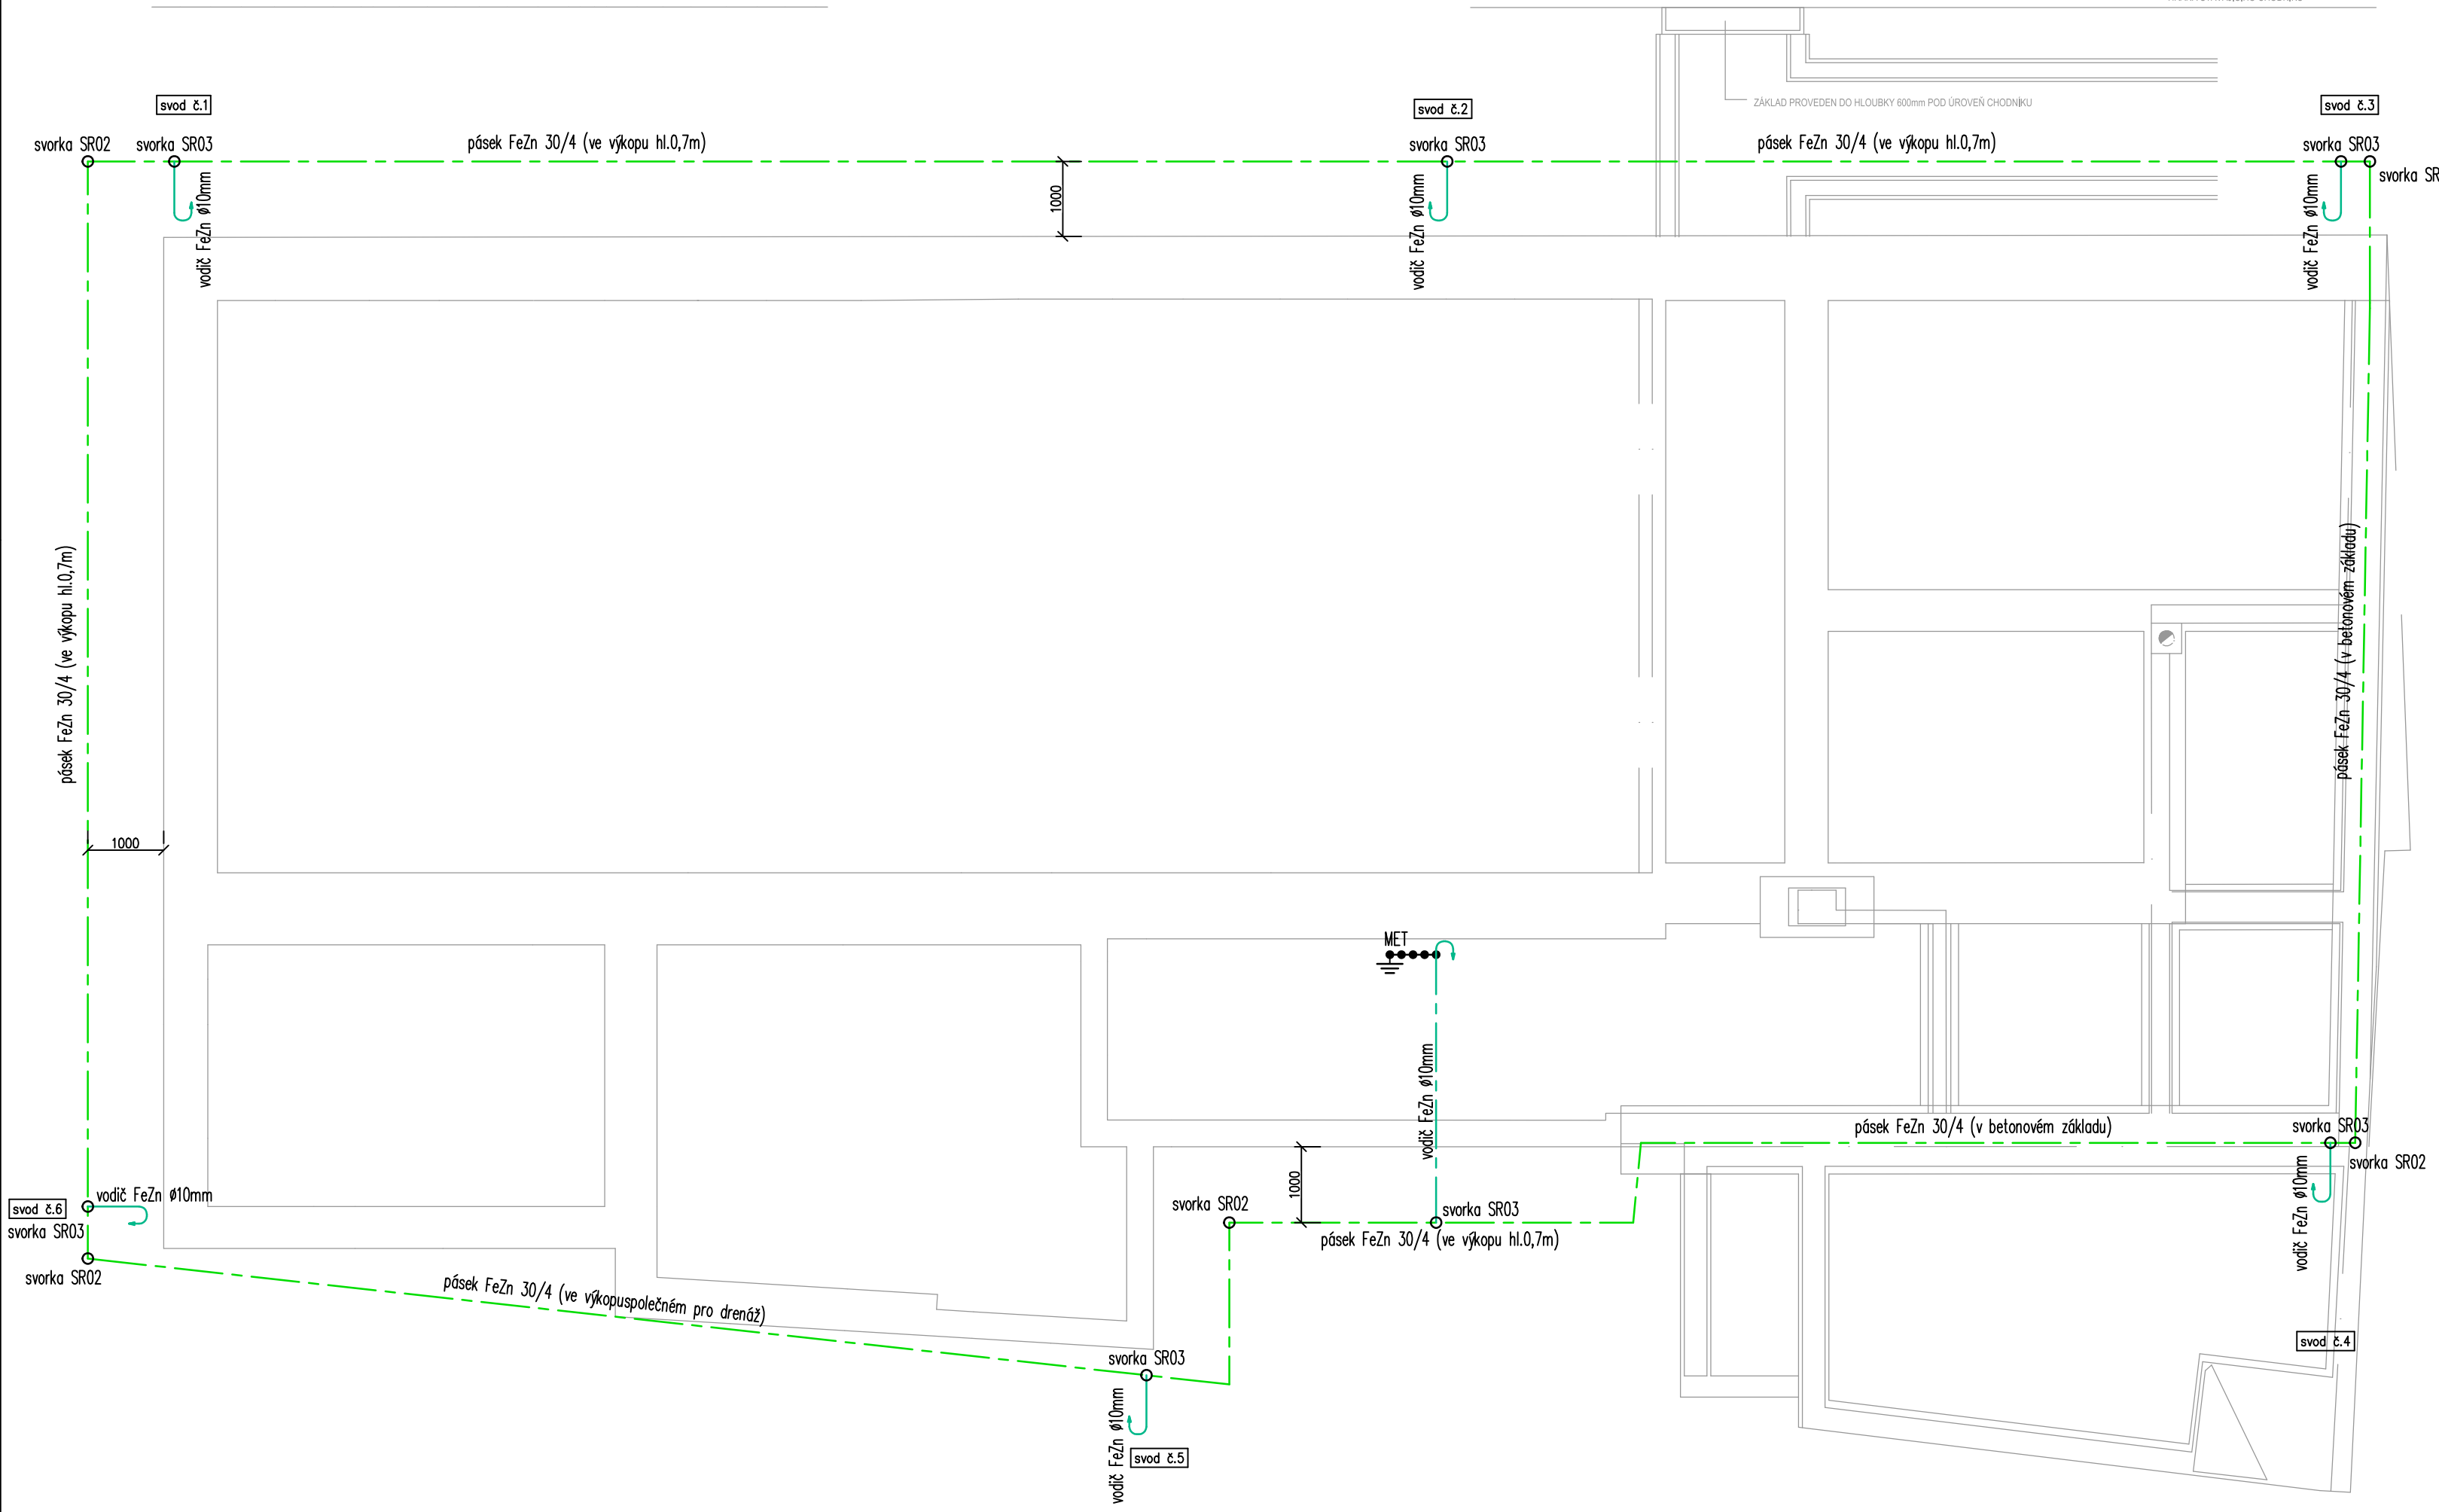 svod č.1
svod č.2
svod č.3
ZÁKLAD PROVEDEN DO HLOUBKY 600mm POD ÚROVEŇ CHODNÍKU
svorka SR02
svorka SR03
pásek FeZn 30/4 (ve výkopu hl.0,7m)
svorka SR03
pásek FeZn 30/4 (ve výkopu hl.0,7m)
svorka SR03
svorka SR
vodič FeZn ø10mm
1000
vodič FeZn ø10mm
vodič FeZn ø10mm
pásek FeZn 30/4 (ve výkopu hl.0,7m)
pásek FeZn 30/4 (v betonovém základu)
1000
MET
vodič FeZn ø10mm
pásek FeZn 30/4 (v betonovém základu)
svorka SR03
svorka SR02
1000
vodič FeZn ø10mm
svod č.6
svorka SR03
svorka SR02
svorka SR02
svorka SR03
pásek FeZn 30/4 (ve výkopu hl.0,7m)
vodič FeZn ø10mm
pásek FeZn 30/4 (ve výkopuspolečném pro drenáž)
svod č.4
svorka SR03
vodič FeZn ø10mm
svod č.5